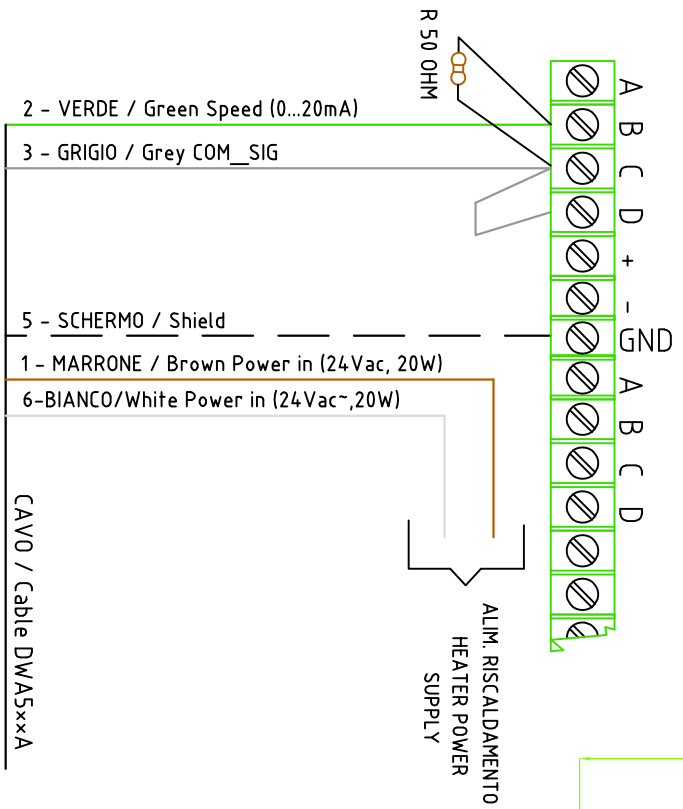 R 50 OHM
2 - VERDE / Green Speed (0...20mA)
3 - GRIGIO / Grey COM__SIG
5 - SCHERMO / Shield
1 - MARRONE / Brown Power in (24Vac, 20W)
6-BIANCO/White Power in (24Vac~,20W)
A
B
C
D
+
-
GND
A
B
C
D
CAVO / Cable DWA5xxA
ALIM. RISCALDAMENTO
HEATER POWER
SUPPLY